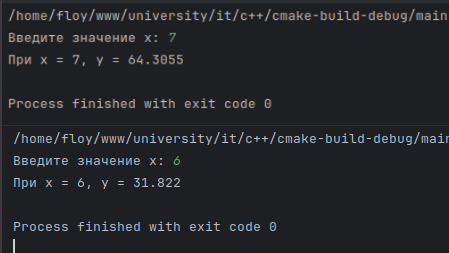 /home/floy/www/university/it/c++/cmake-build-debug/main
Введите значение x: 7
При x = 7, y = 64.3055
Process finished with exit code 0
/home/floy/www/university/it/c++/cmake-build-debug/main
Введите значение x: 6
При x = 6, y = 31.822
Process finished with exit code 0